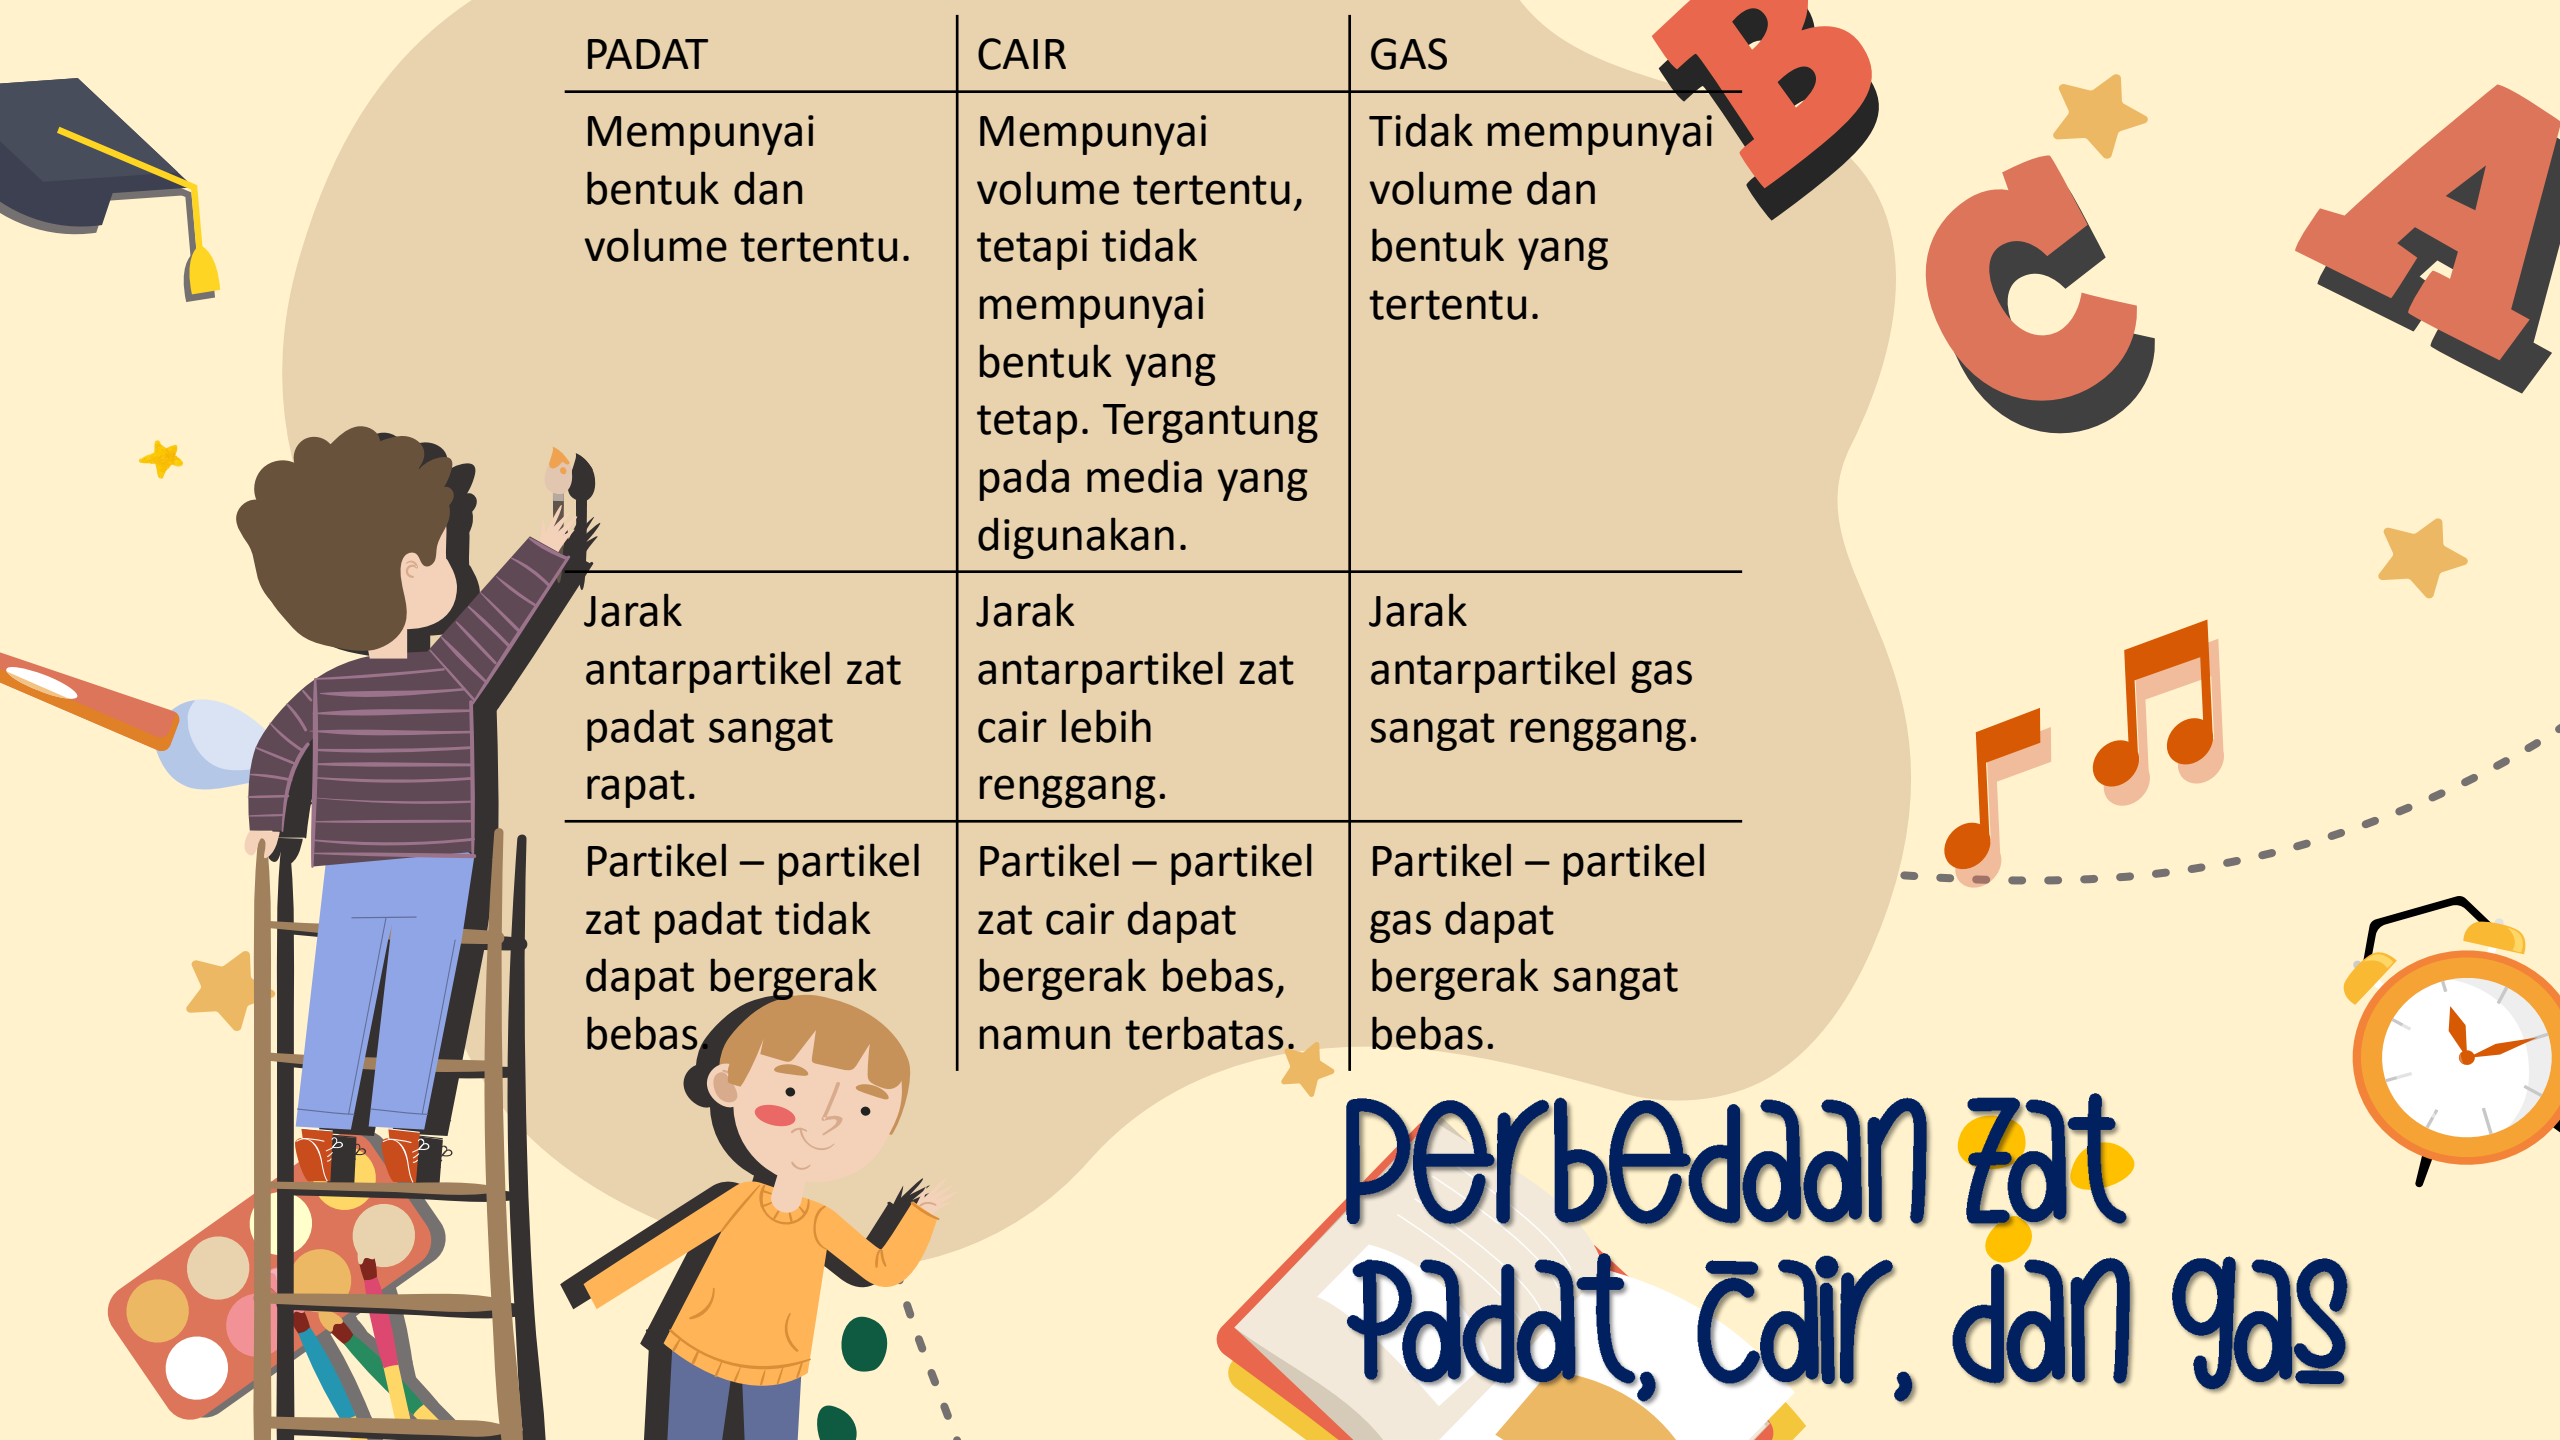 PADAT
CAIR
GAS
Mempunyai
bentuk dan
volume tertentu.
Mempunyai
volume tertentu,
tetapi tidak
mempunyai
bentuk yang
tetap. Tergantung
pada media yang
digunakan.
Tidak mempunyai
volume dan
bentuk yang
tertentu.
Jarak
antarpartikel zat
padat sangat
rapat.
Jarak
antarpartikel zat
cair lebih
renggang.
Jarak
antarpartikel gas
sangat renggang.
Partikel – partikel
zat padat tidak
dapat bergerak
bebas.
Partikel – partikel
zat cair dapat
bergerak bebas,
namun terbatas.
Partikel – partikel
gas dapat
bergerak sangat
bebas.
B
C
A
Perbedaan Zat
Padat, Cair, dan gas